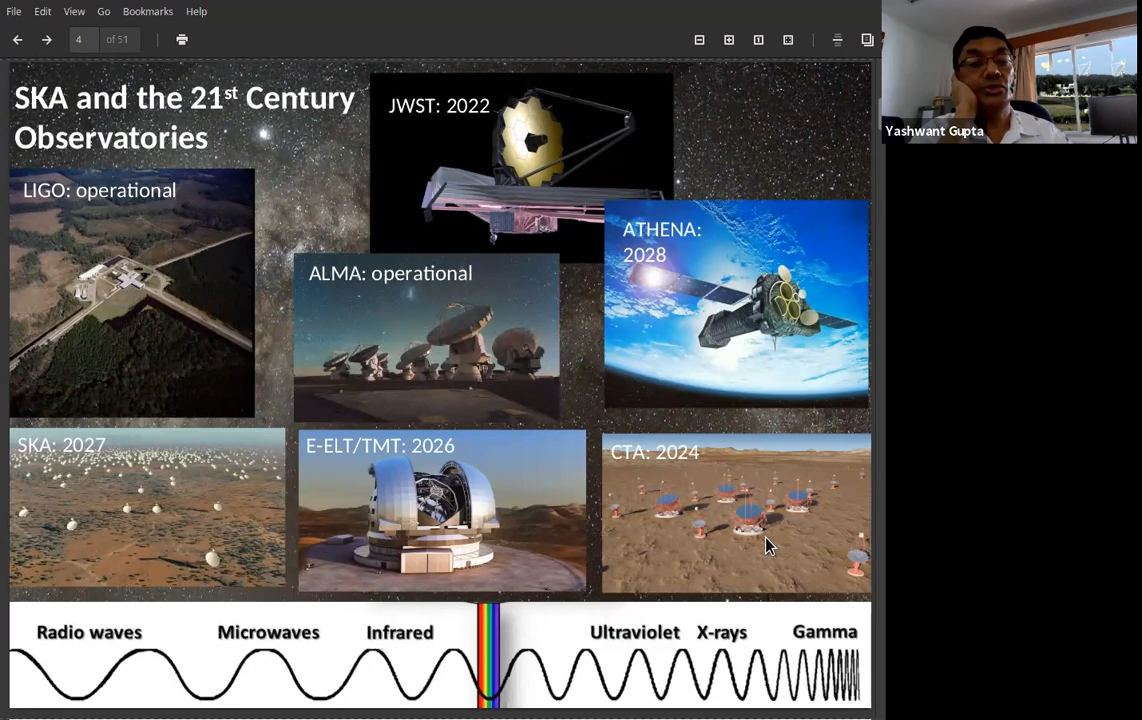 File Edit View Go Bookmarks Help
4 of 51
SKA and the 21st Century
Observatories
JWST: 2022
LIGO: operational
ATHENA:
2028
ALMA: operational
SKA: 2027
E-ELT/TMT: 2026
CTA: 2024
Radio waves Microwaves Infrared Ultraviolet X-rays Gamma
Yashwant Gupta